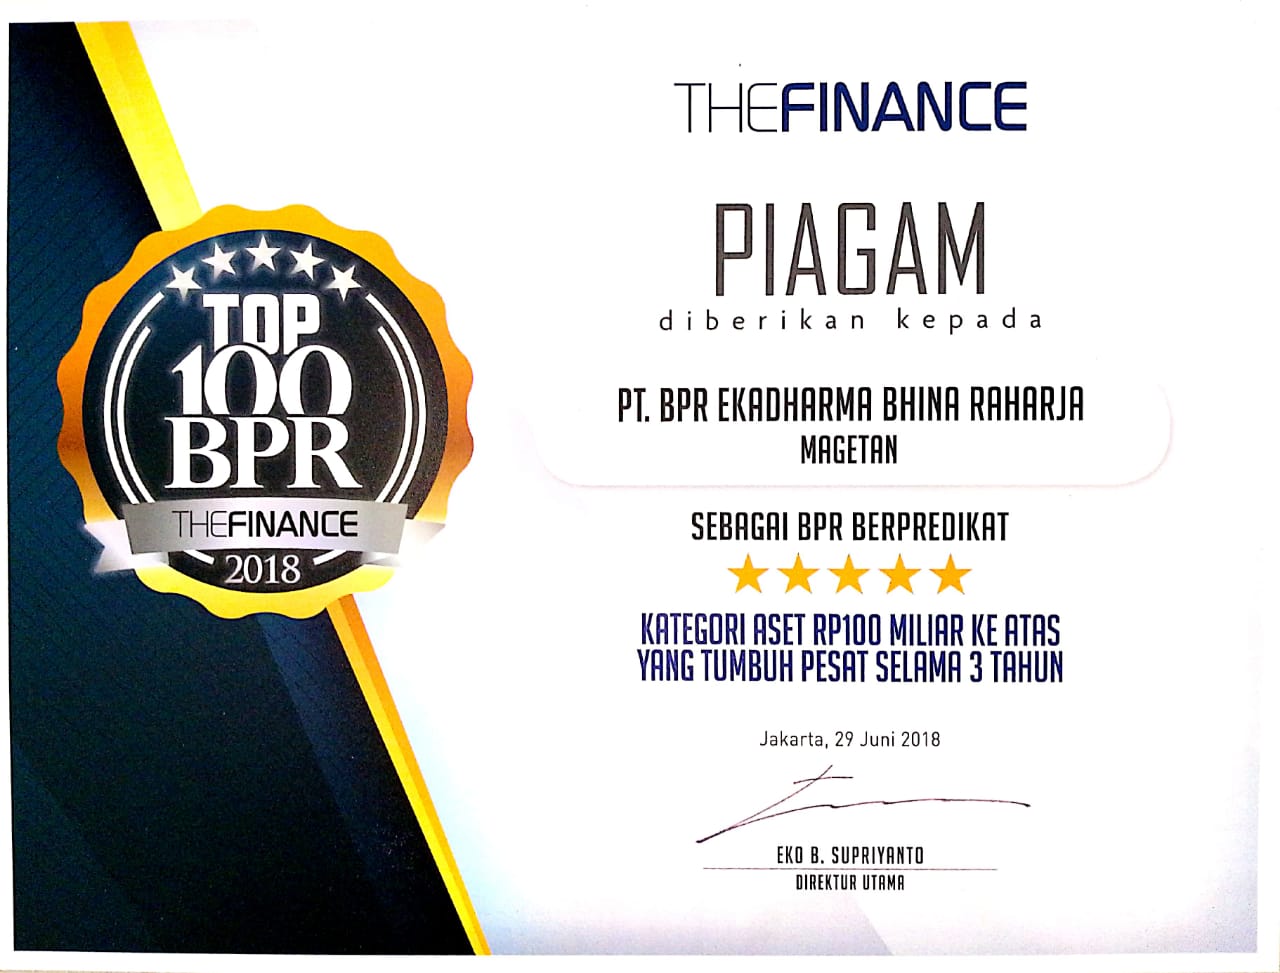 THEFINANCE
PIAGAM
diberikan kepada
PT. BPR EKADHARMA BHINA RAHARJA
MAGETAN
SEBAGAI BPR BERPREDIKAT
KATEGORI ASET RP100 MILIAR KE ATAS
YANG TUMBUH PESAT SELAMA 3 TAHUN
Jakarta, 29 Juni 2018
EKO B. SUPRIYANTO
DIREKTUR UTAMA
TOP
100
BPR
THEFINANCE
2018